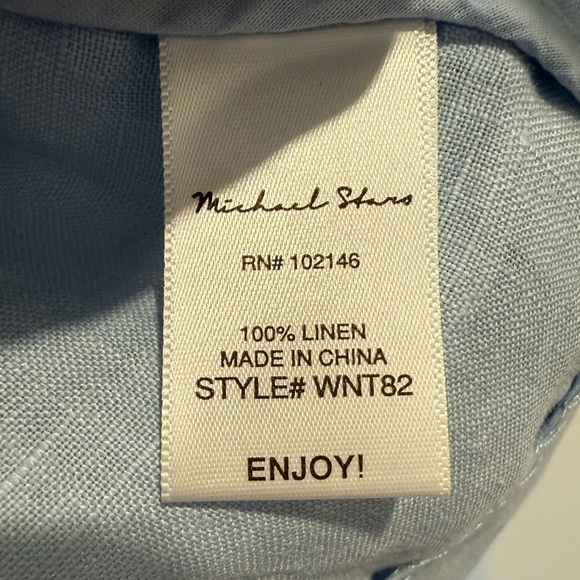 Michael Stars
RN# 102146
100% LINEN
MADE IN CHINA
STYLE# WNT82
ENJOY!